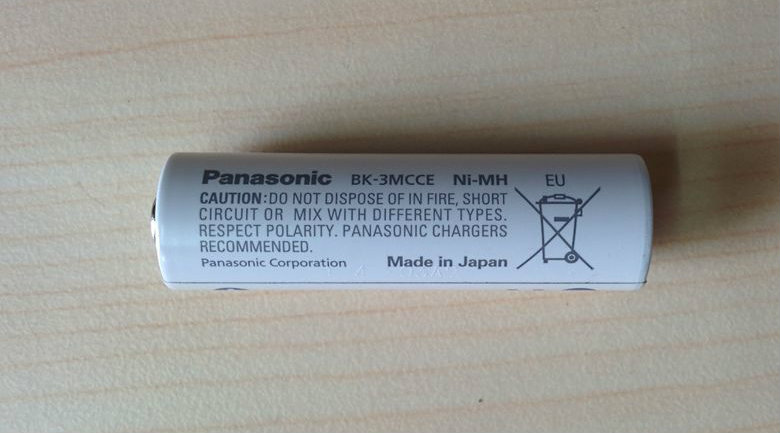 Panasonic BK-3MCCE Ni-MH EU
CAUTION:DO NOT DISPOSE OF IN FIRE, SHORT
CIRCUIT OR MIX WITH DIFFERENT TYPES.
RESPECT POLARITY. PANASONIC CHARGERS
RECOMMENDED.
Panasonic Corporation Made in Japan